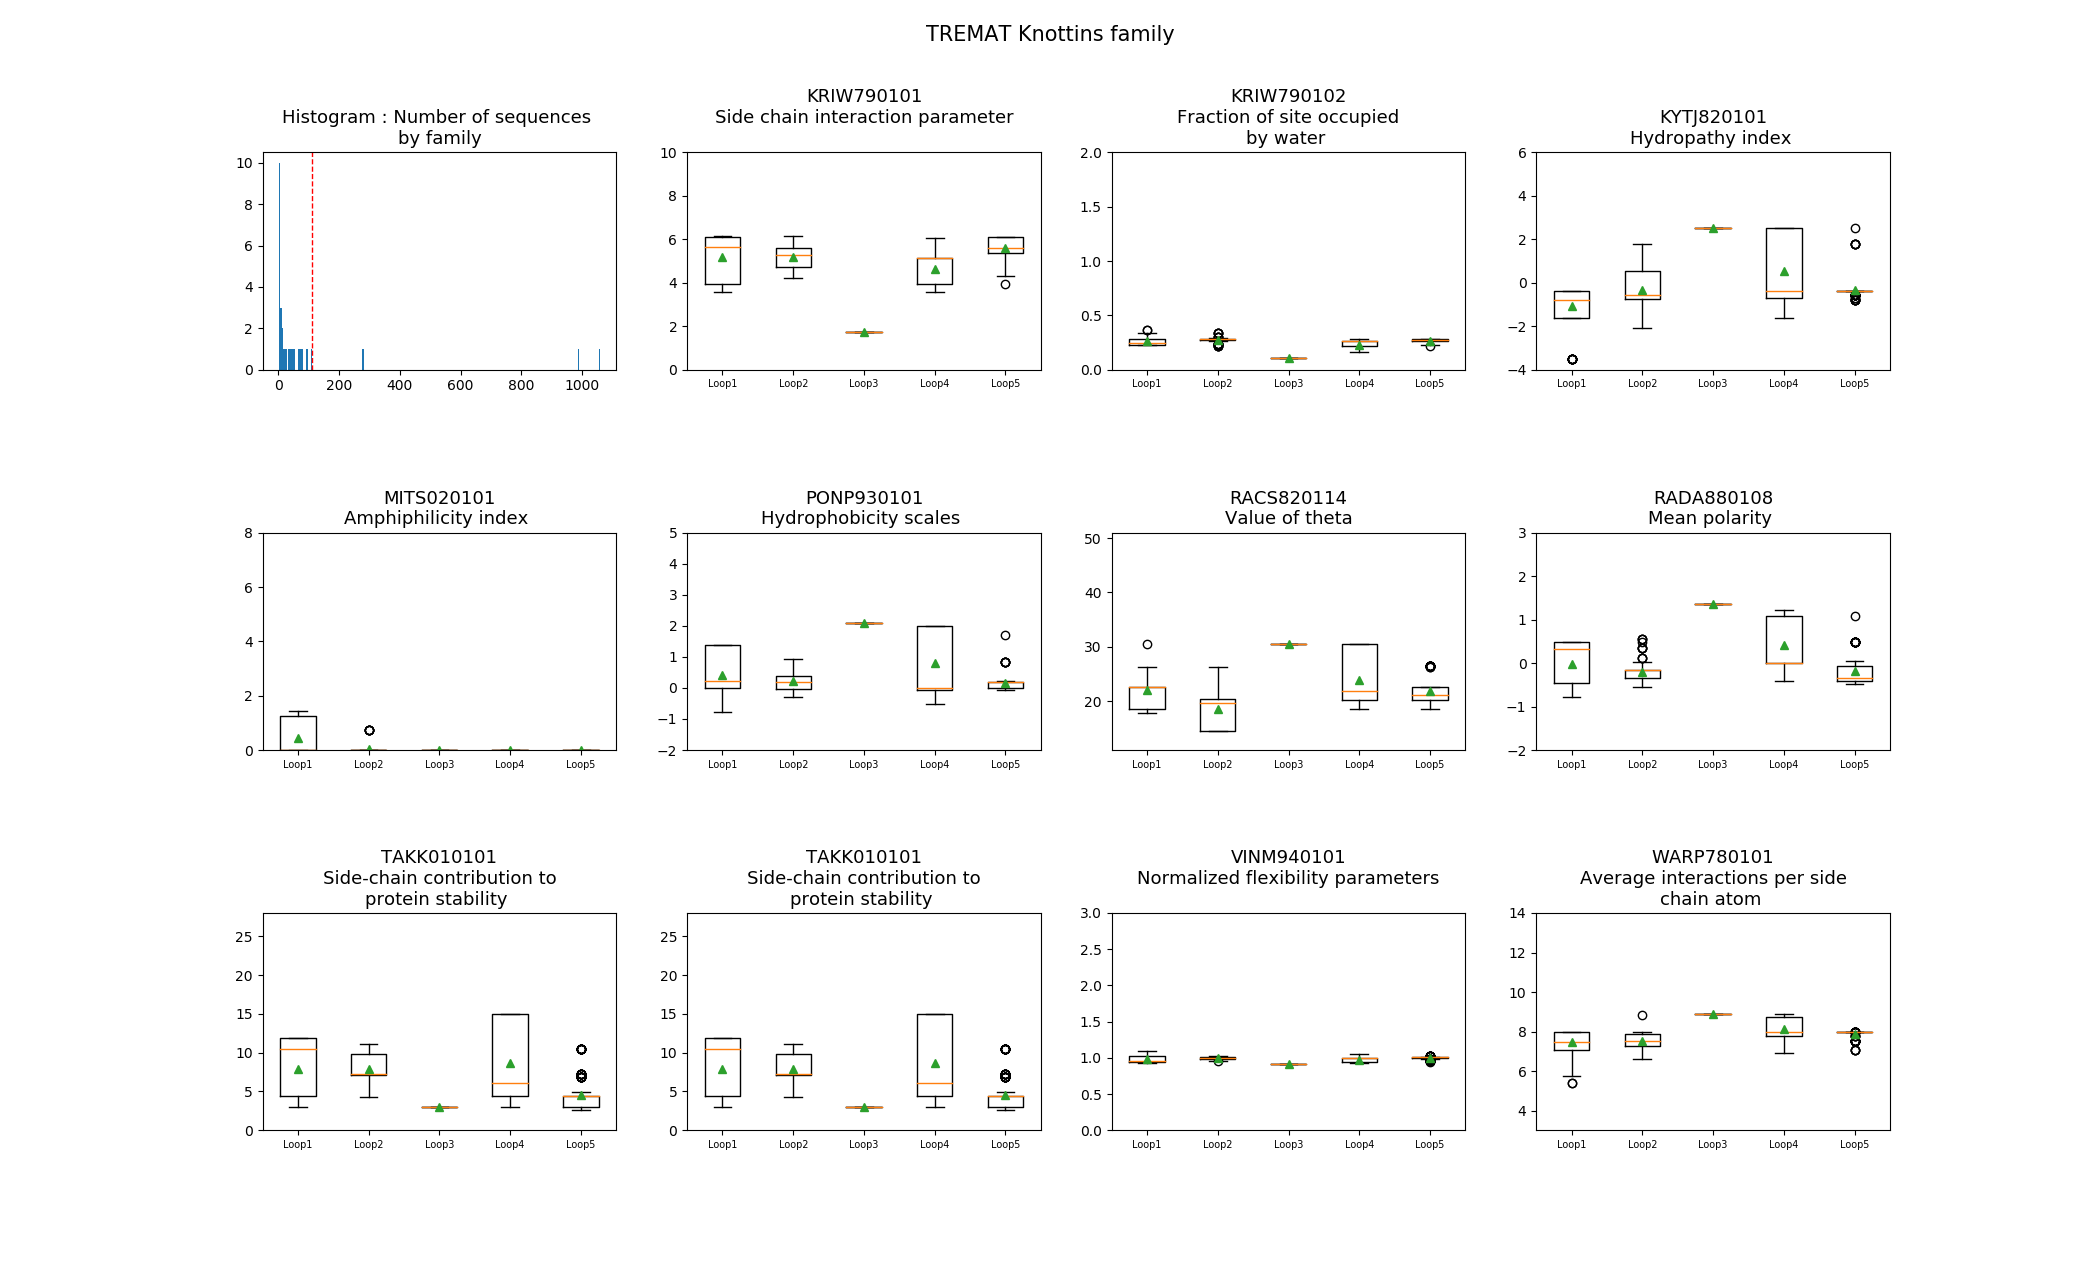 TREMAT Knottins family
Histogram : Number of sequences
by family
10
8
6
4
2
0
0 200 400 600 800 1000
KRIW790101
Side chain interaction parameter
10
8
6
4
2
0
Loop1 Loop2 Loop3 Loop4 Loop5
KRIW790102
Fraction of site occupied
by water
2.0
1.5
1.0
0.5
0.0
Loop1 Loop2 Loop3 Loop4 Loop5
KYTJ820101
Hydropathy index
6
4
2
0
−2
−4
Loop1 Loop2 Loop3 Loop4 Loop5
MITS020101
Amphiphilicity index
8
6
4
2
0
Loop1 Loop2 Loop3 Loop4 Loop5
PONP930101
Hydrophobicity scales
5
4
3
2
1
0
−1
−2
Loop1 Loop2 Loop3 Loop4 Loop5
RACS820114
Value of theta
50
40
30
20
Loop1 Loop2 Loop3 Loop4 Loop5
RADA880108
Mean polarity
3
2
1
0
−1
−2
Loop1 Loop2 Loop3 Loop4 Loop5
TAKK010101
Side-chain contribution to
protein stability
25
20
15
10
5
0
Loop1 Loop2 Loop3 Loop4 Loop5
TAKK010101
Side-chain contribution to
protein stability
25
20
15
10
5
0
Loop1 Loop2 Loop3 Loop4 Loop5
VINM940101
Normalized flexibility parameters
3.0
2.5
2.0
1.5
1.0
0.5
0.0
Loop1 Loop2 Loop3 Loop4 Loop5
WARP780101
Average interactions per side
chain atom
14
12
10
8
6
4
Loop1 Loop2 Loop3 Loop4 Loop5